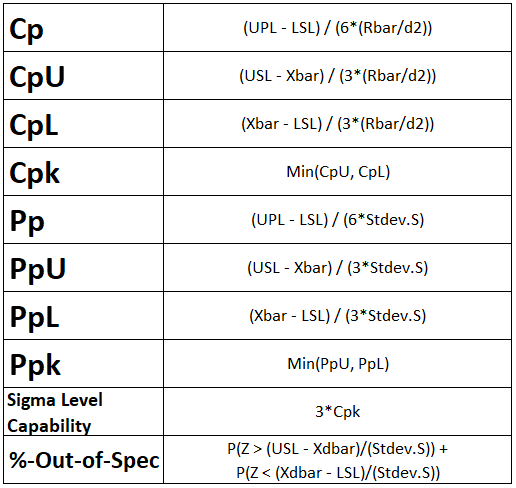 Cp (UPL - LSL) / (6*(Rbar/d2))
CpU (USL - Xbar) / (3*(Rbar/d2))
CpL (Xbar - LSL) / (3*(Rbar/d2))
Cpk Min(CpU, CpL)
Pp (UPL - LSL) / (6*Stdev.S)
PpU (USL - Xbar) / (3*Stdev.S)
PpL (Xbar - LSL) / (3*Stdev.S)
Ppk Min(PpU, PpL)
Sigma Level
Capability
3*Cpk
%-Out-of-Spec
P(Z > (USL - Xdbar)/(Stdev.S)) +
P(Z < (Xdbar - LSL)/(Stdev.S))